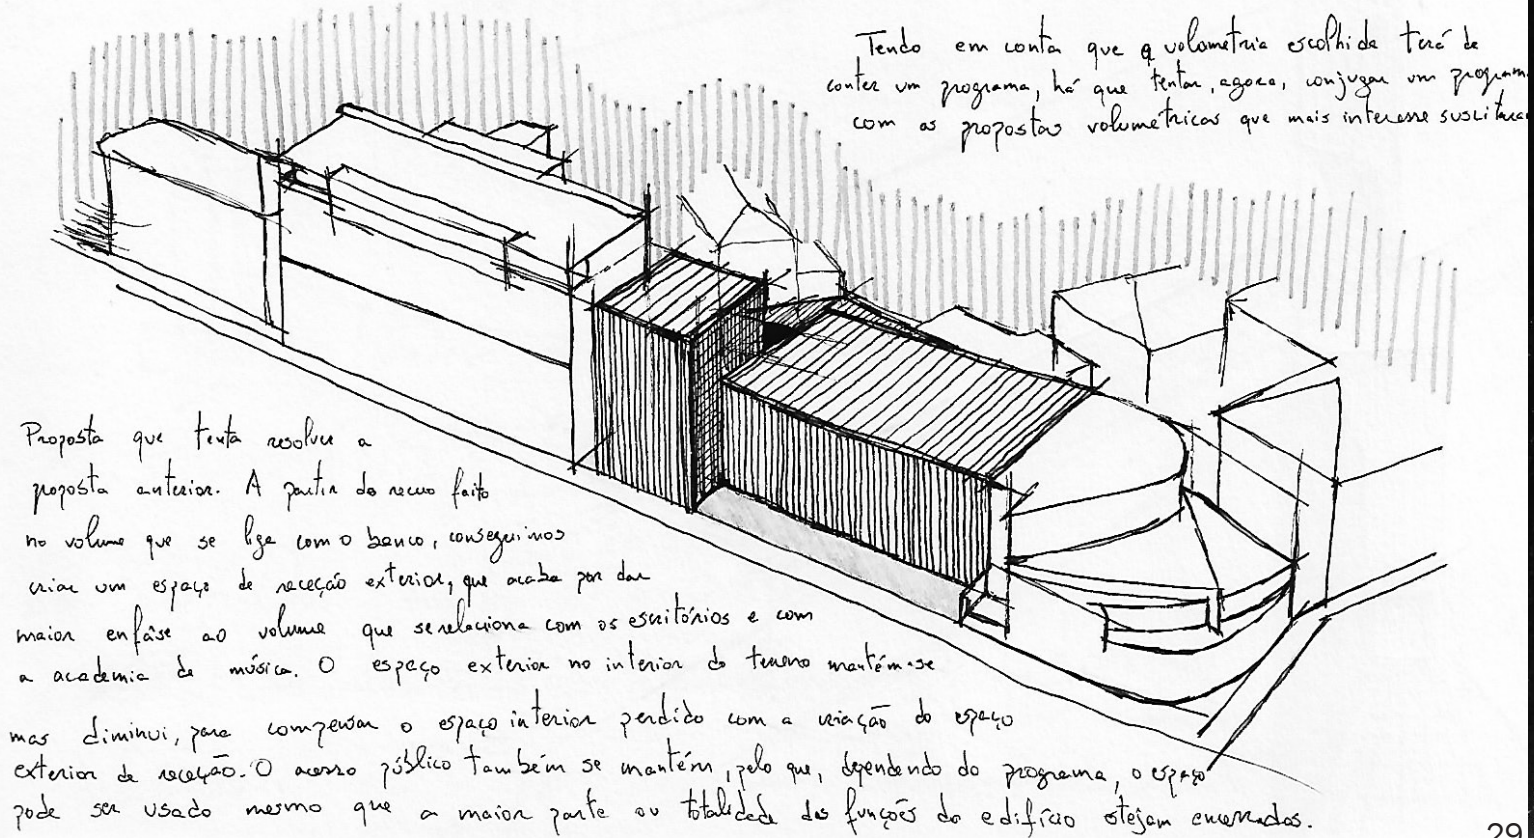 Tendo em conta que a volumetria escolhida terá de
conter um programa, há que tentar, agora, conjugar um program
com as propostas volumétricas que mais interesse suscitaram
Proposta que tenta resolver a
proposta anterior. A partir do recuo feito
no volume que se liga com o banco, conseguimos
criar um espaço de receção exterior, que acaba por dar
maior enfâse ao volume que se relaciona com os escritórios e com
a academia de música. O espaço exterior no interior do terreno mantém-se
mas diminui, para compensar o espaço interior perdido com a criação do espaço
exterior de receção. O acesso público também se mantém, pelo que, dependendo do programa, o espaço
pode ser usado mesmo que a maior parte ou totalidade das funções do edifício estejam encerradas.
29